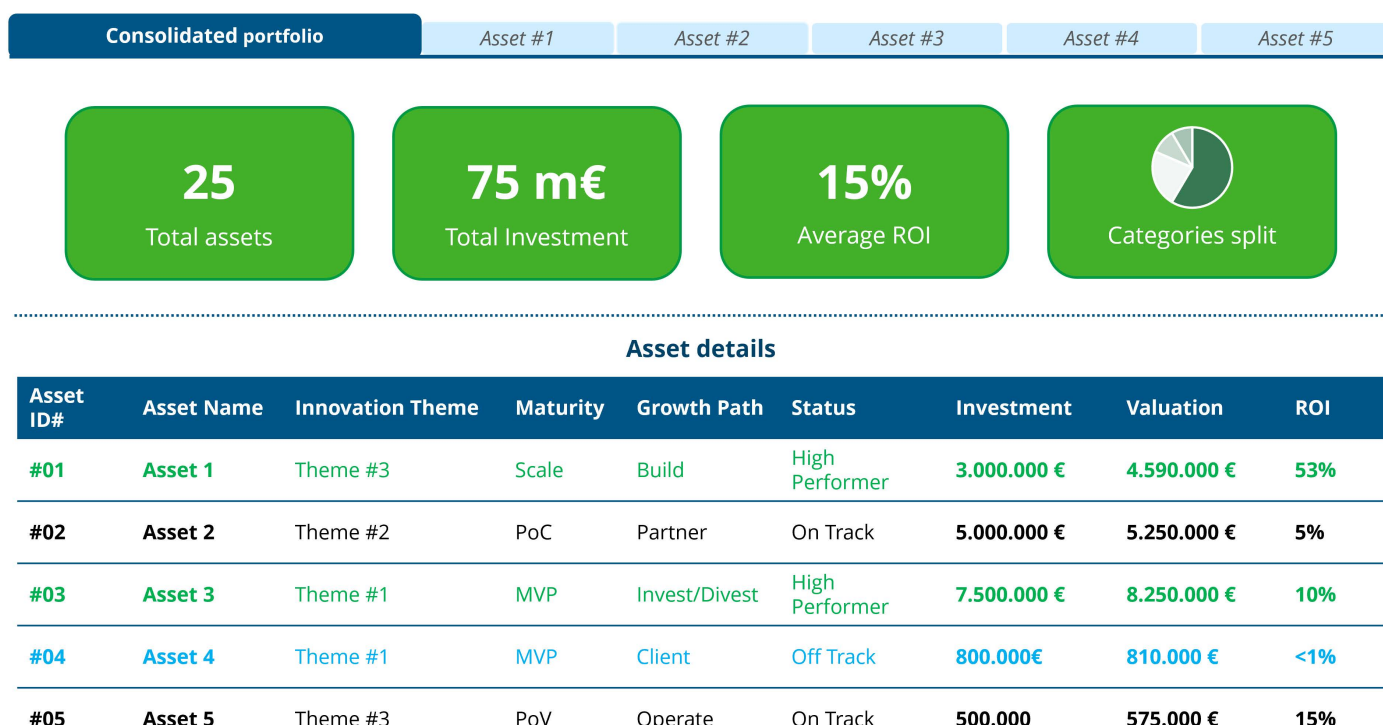 Consolidated portfolio Asset #1 Asset #2 Asset #3 Asset #4 Asset #5
25 75 m€ 15%
Total assets Total Investment Average ROI Categories split
Asset details
Asset ID# Asset Name Innovation Theme Maturity Growth Path Status Investment Valuation ROI
#01 Asset 1 Theme #3 Scale Build High Performer 3.000.000 € 4.590.000 € 53%
#02 Asset 2 Theme #2 PoC Partner On Track 5.000.000 € 5.250.000 € 5%
#03 Asset 3 Theme #1 MVP Invest/Divest High Performer 7.500.000 € 8.250.000 € 10%
#04 Asset 4 Theme #1 MVP Client Off Track 800.000€ 810.000 € <1%
#05 Asset 5 Theme #3 PoV Operate On Track 500.000 575.000 € 15%